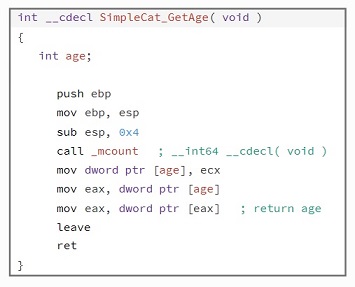 int __cdecl SimpleCat_GetAge( void )
{
int age;
push ebp
mov ebp, esp
sub esp, 0x4
call _mcount ; __int64 __cdecl( void )
mov dword ptr [age], ecx
mov eax, dword ptr [age]
mov eax, dword ptr [eax] ; return age
leave
ret
}